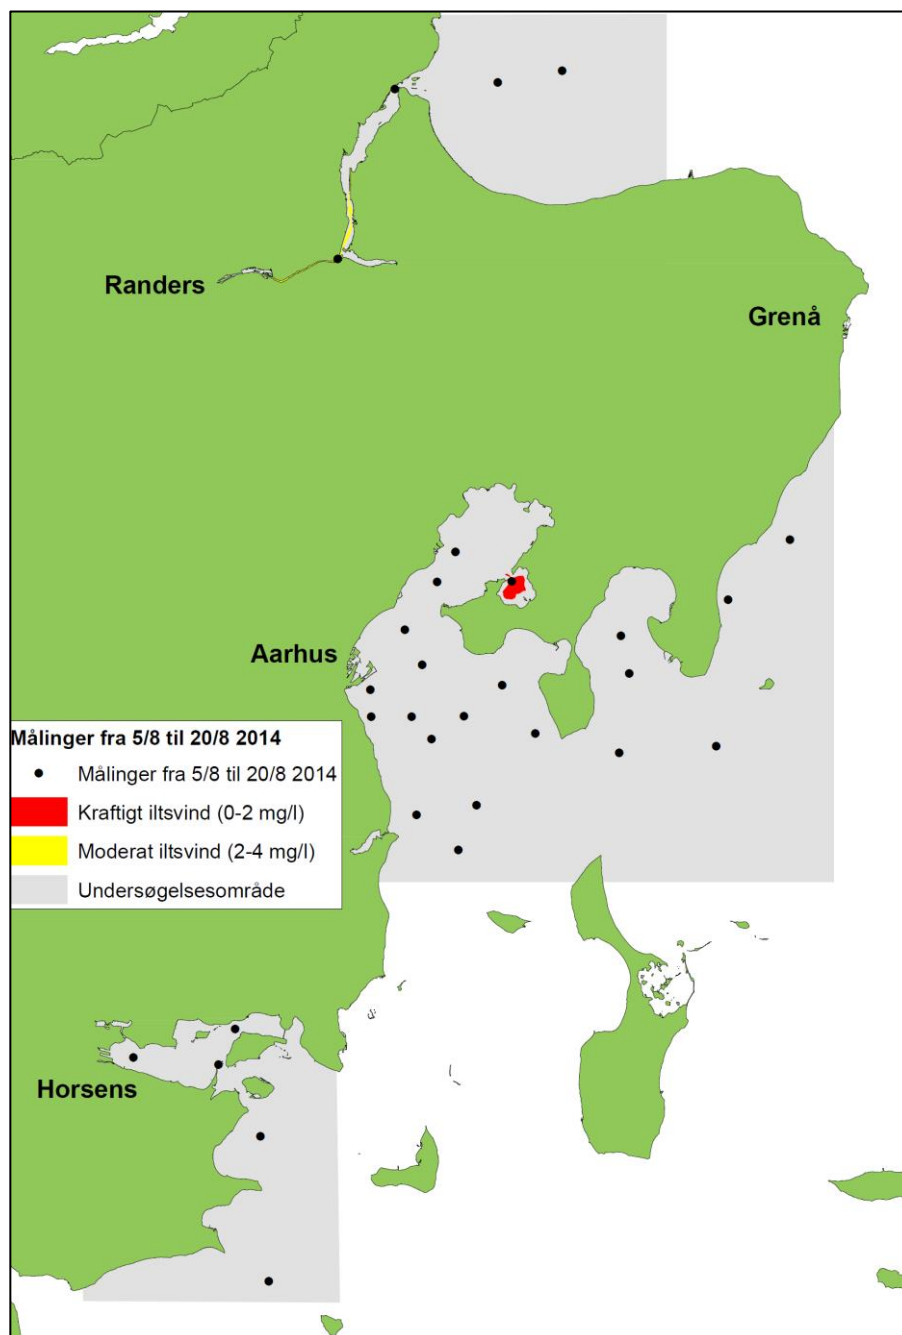 Randers
Grenå
Aarhus
Målinger fra 5/8 til 20/8 2014
Målinger fra 5/8 til 20/8 2014
Kraftigt iltsvind (0-2 mg/l)
Moderat iltsvind (2-4 mg/l)
Undersøgelsesområde
Horsens